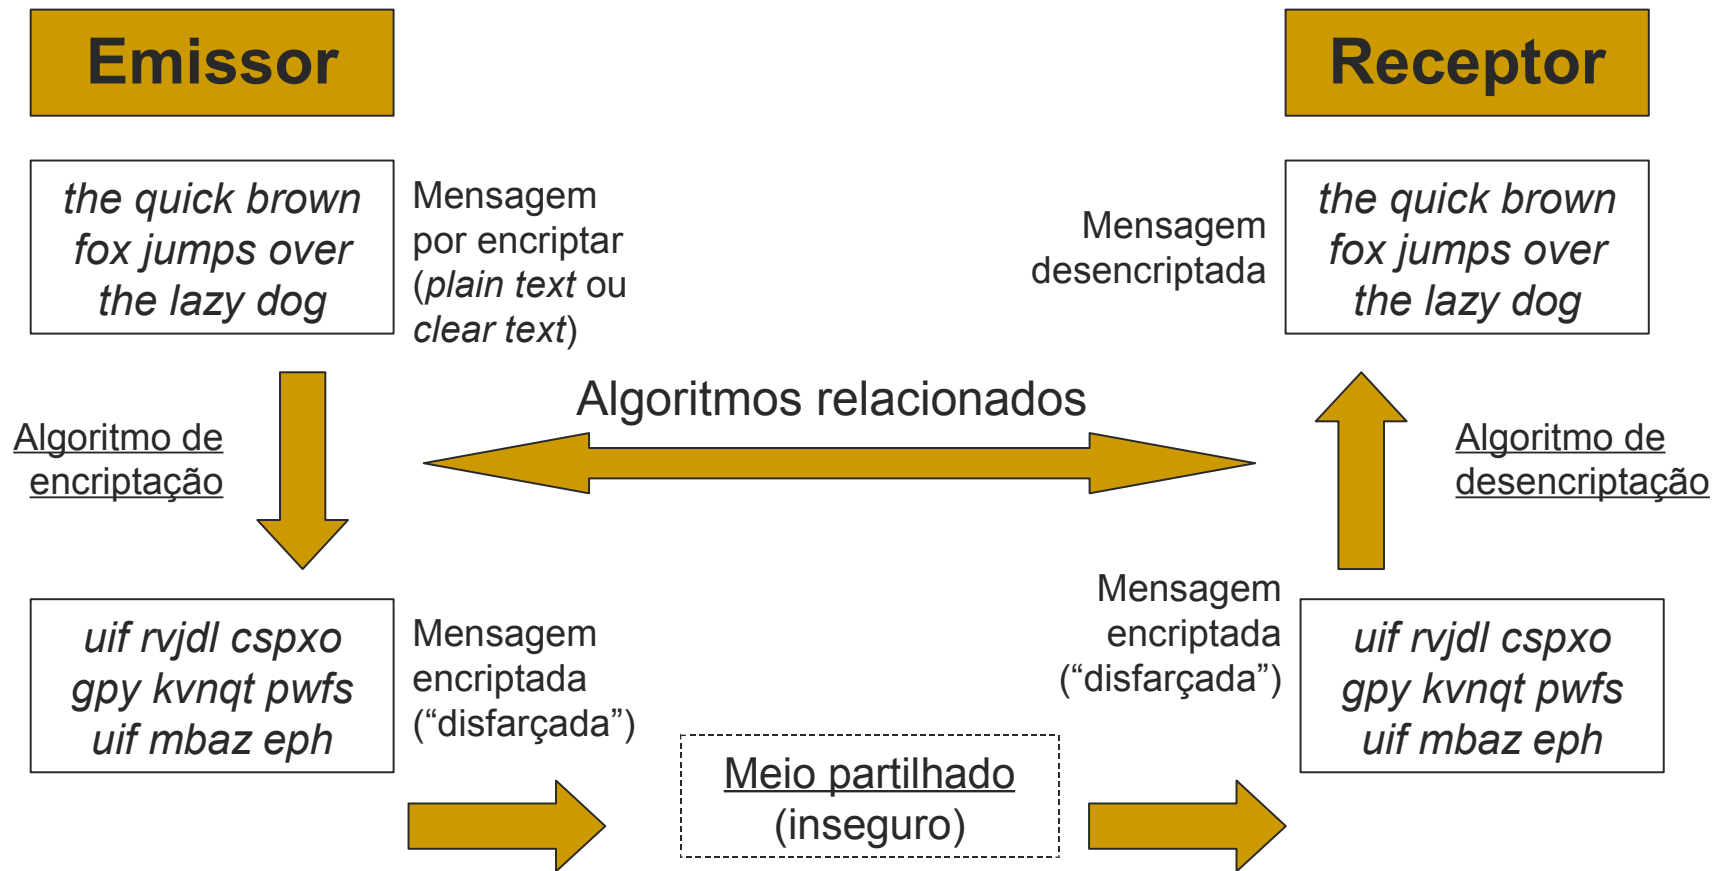 Emissor
Receptor
the quick brown
fox jumps over
the lazy dog
Mensagem
por encriptar
(plain text ou
clear text)
Mensagem
desencriptada
the quick brown
fox jumps over
the lazy dog
Algoritmos relacionados
Algoritmo de
encriptação
Algoritmo de
desencriptação
uif rvjdl cspxo
gpy kvnqt pwfs
uif mbaz eph
Mensagem
encriptada
(“disfarçada”)
Meio partilhado
(inseguro)
Mensagem
encriptada
(“disfarçada”)
uif rvjdl cspxo
gpy kvnqt pwfs
uif mbaz eph